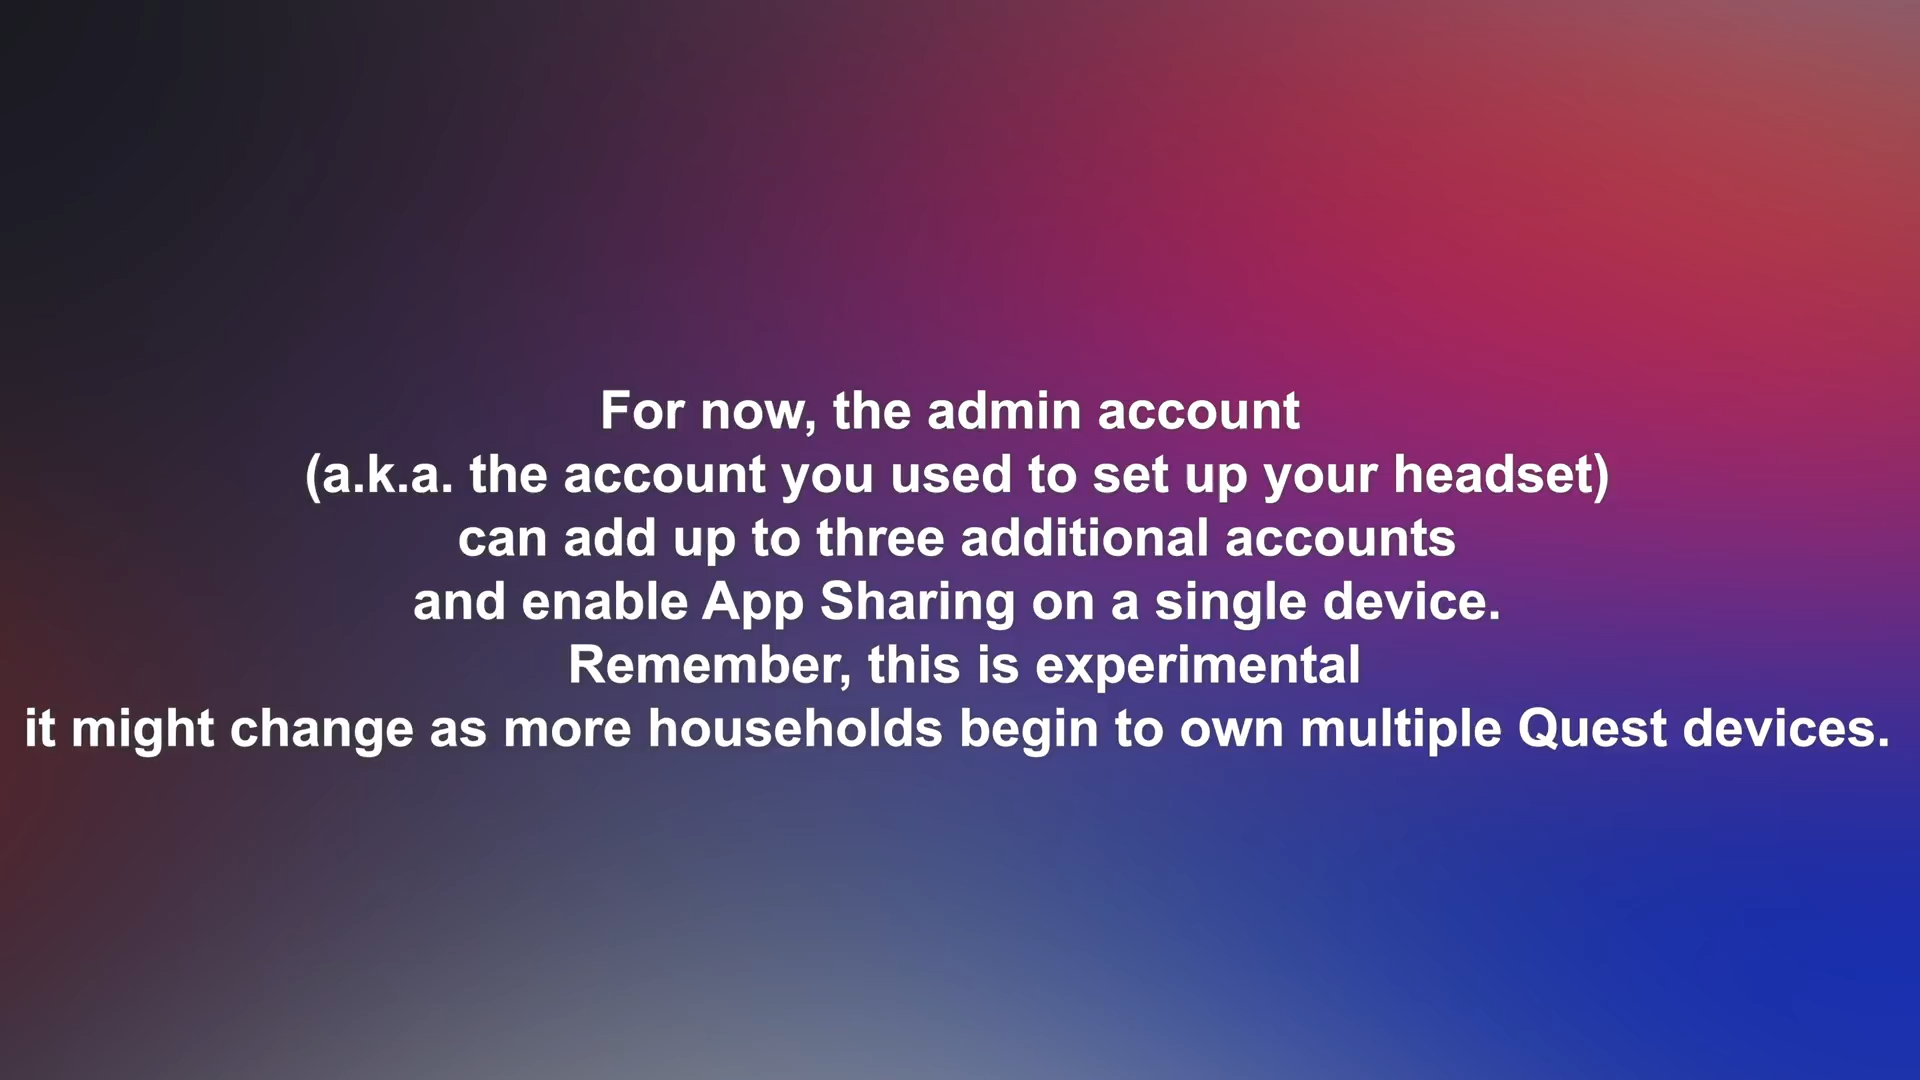 For now, the admin account
(a.k.a. the account you used to set up your headset)
can add up to three additional accounts
and enable App Sharing on a single device.
Remember, this is experimental
it might change as more households begin to own multiple Quest devices.